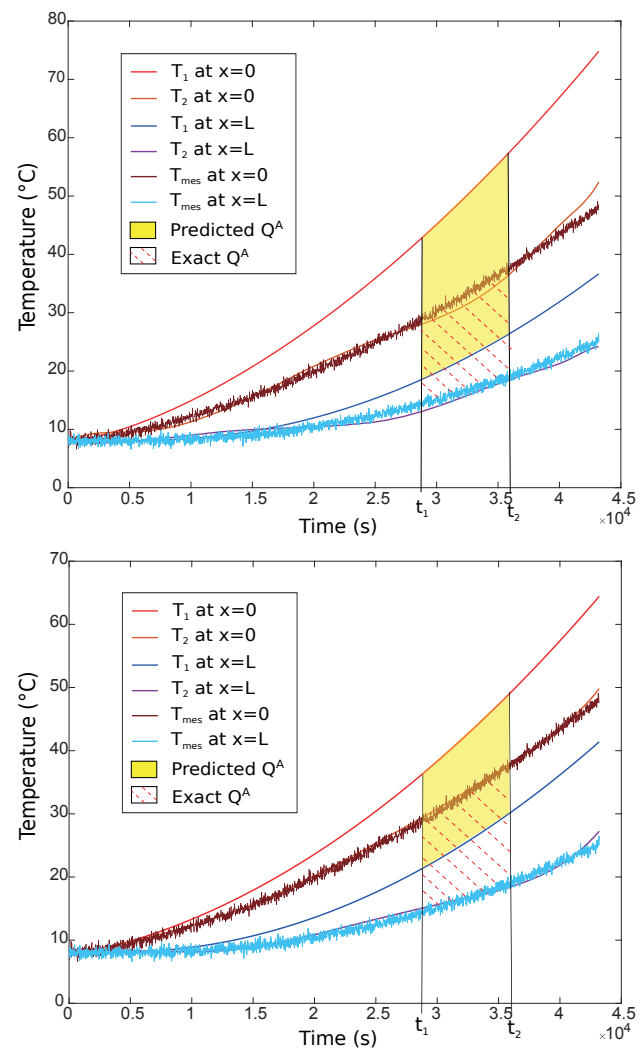 80
70
60
50
40
30
20
10
0
Temperature (°C)
T₁ at x=0
T₂ at x=0
T₁ at x=L
T₂ at x=L
Tₘₑₛ at x=0
Tₘₑₛ at x=L
Predicted Qᴬ
Exact Qᴬ
0 0.5 1 1.5 2 2.5 3 3.5 4 4.5
t₁ t₂
×10⁴
Time (s)
70
60
50
40
30
20
10
0
Temperature (°C)
T₁ at x=0
T₂ at x=0
T₁ at x=L
T₂ at x=L
Tₘₑₛ at x=0
Tₘₑₛ at x=L
Predicted Qᴬ
Exact Qᴬ
0 0.5 1 1.5 2 2.5 3 3.5 4 4.5
t₁ t₂
×10⁴
Time (s)